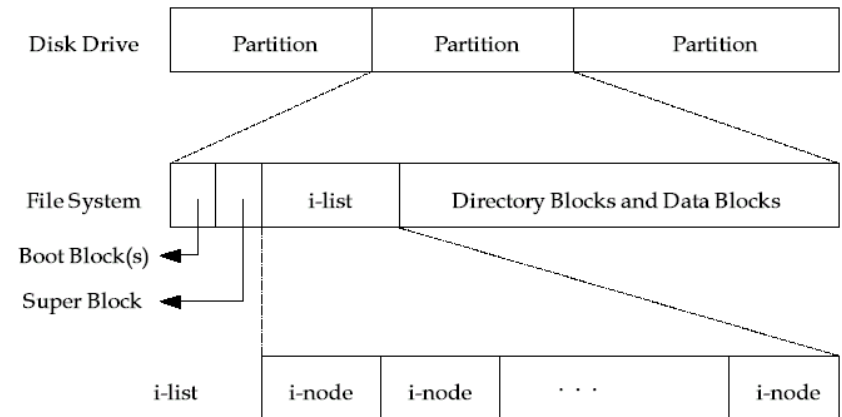 Disk Drive Partition Partition Partition
File System i-list Directory Blocks and Data Blocks
Boot Block(s)
Super Block
i-list i-node i-node . . . i-node